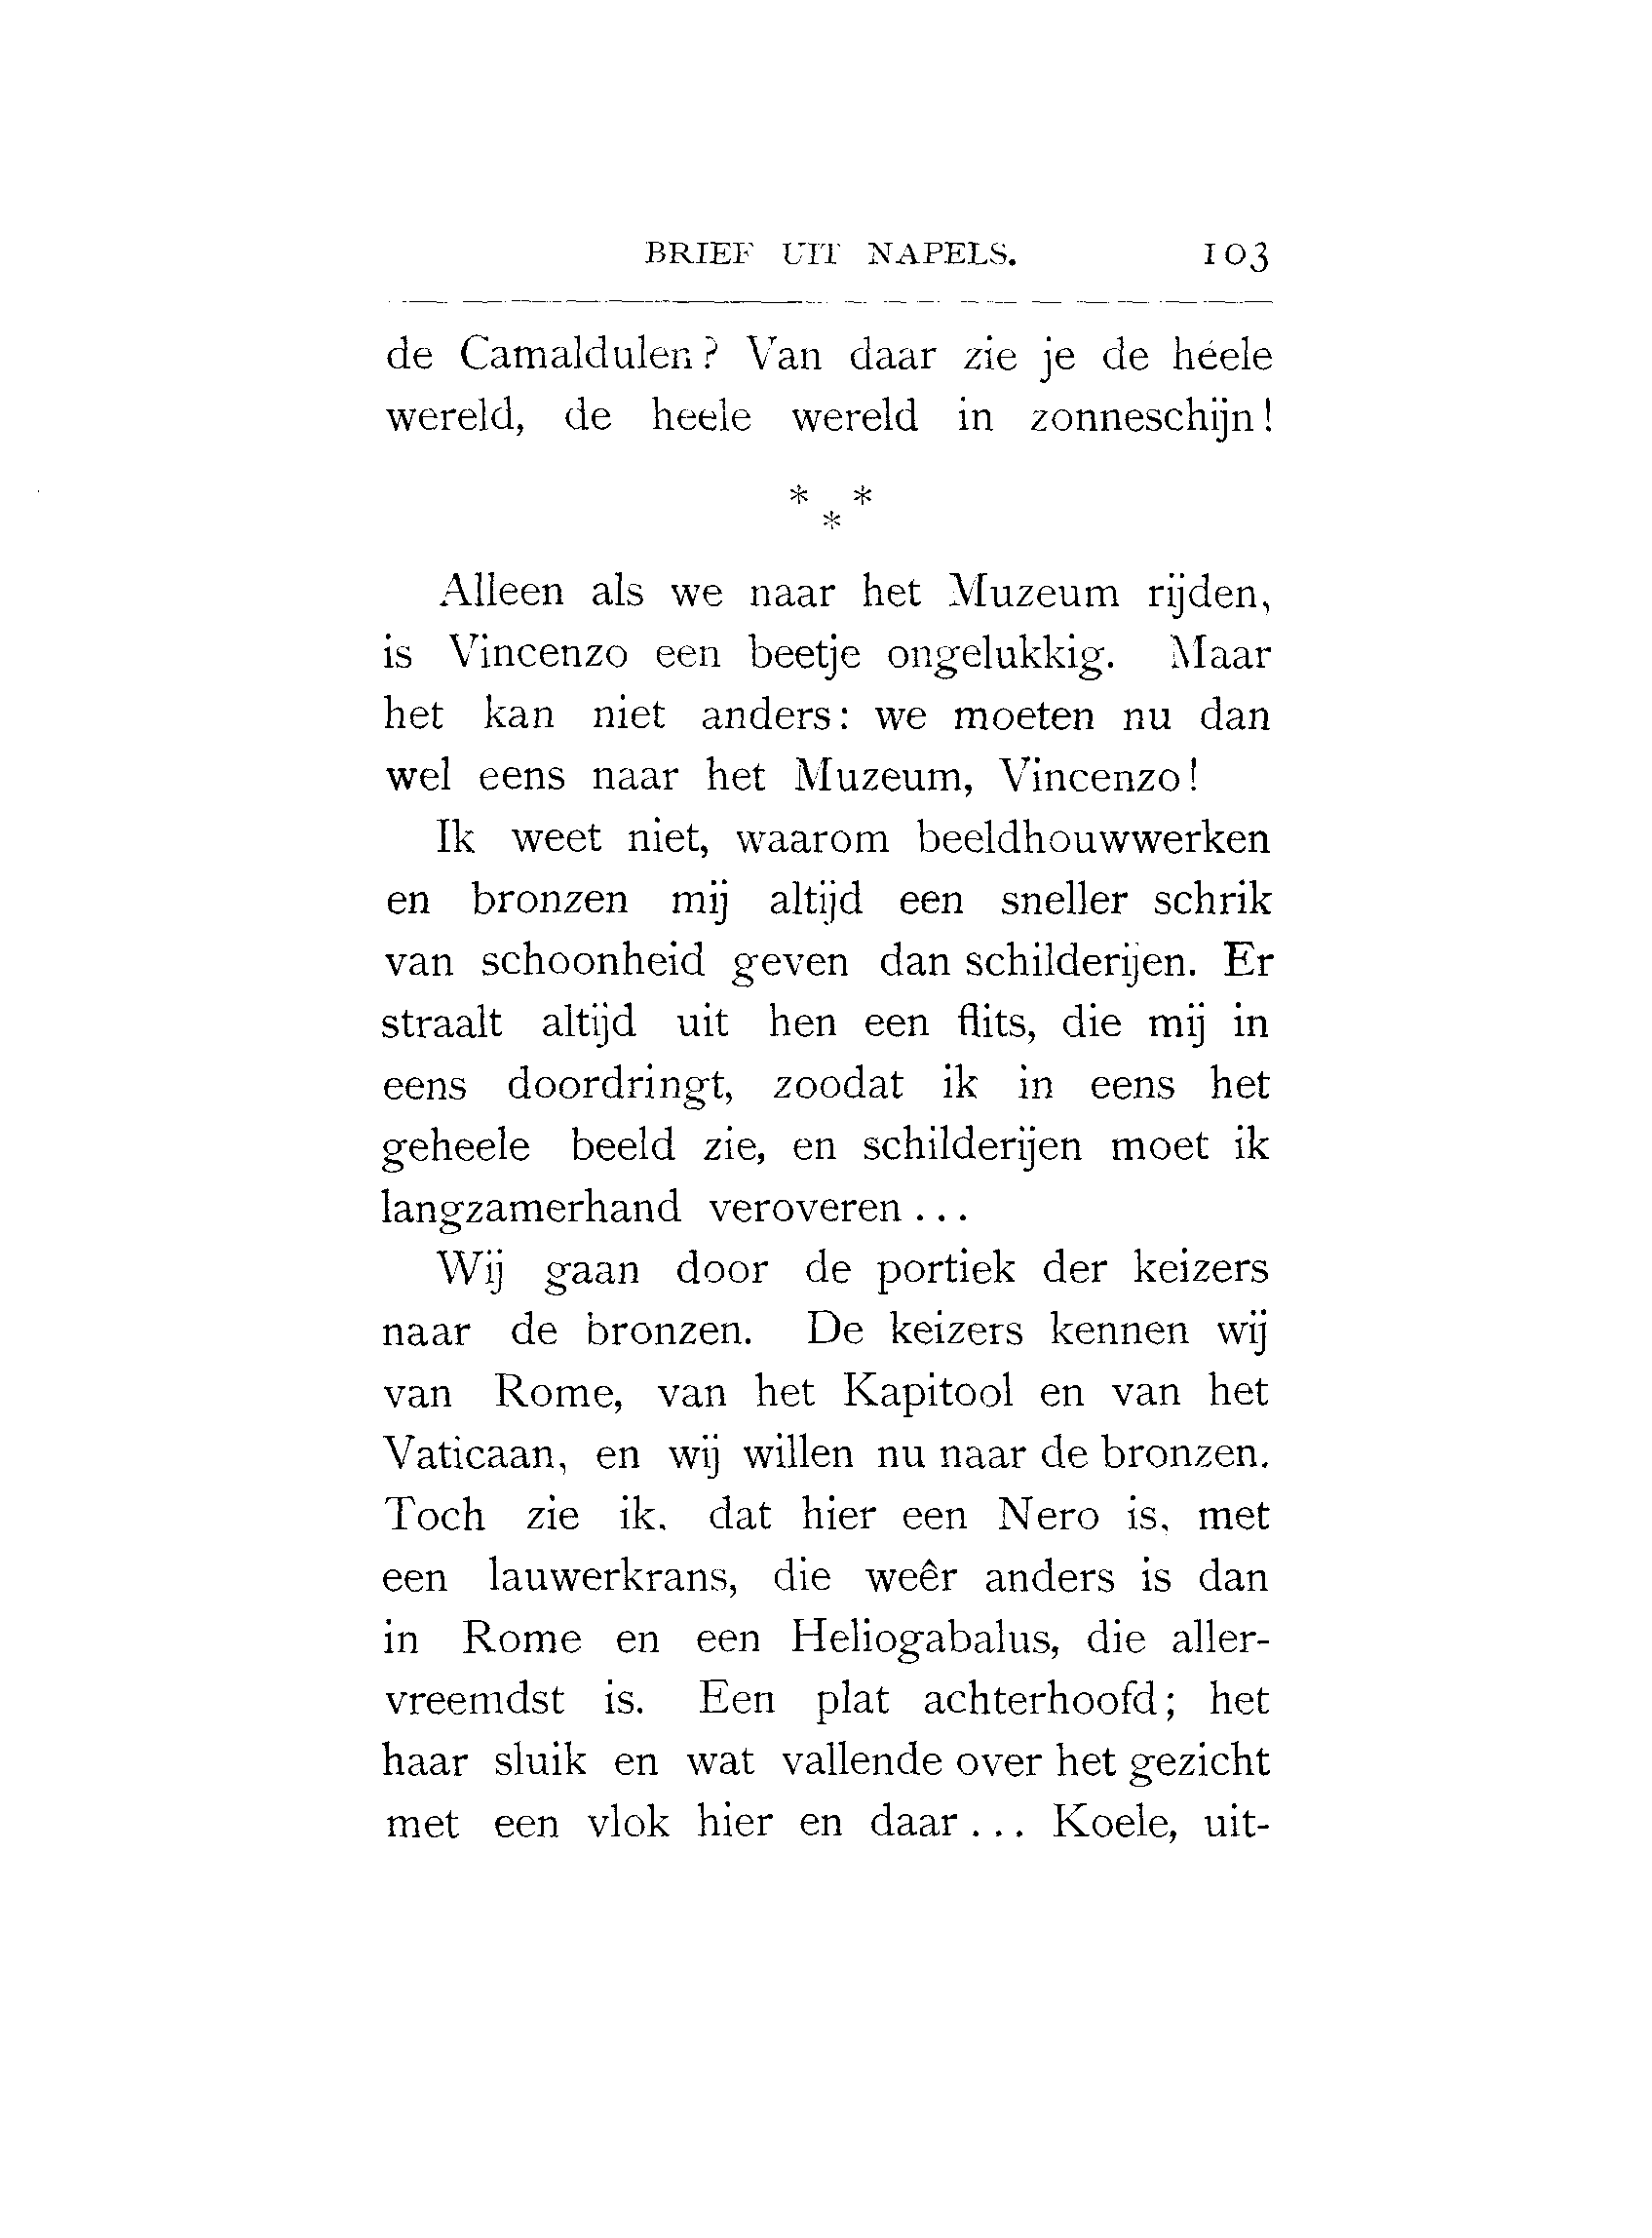 BRIEF UIT NAPELS. 103
de Camaldulen? Van daar zie je de héele
wereld, de heele wereld in zonneschijn!
* *
*
Alleen als we naar het Muzeum rijden,
is Vincenzo een beetje ongelukkig. Maar
het kan niet anders: we moeten nu dan
wel eens naar het Muzeum, Vincenzo!
Ik weet niet, waarom beeldhouwwerken
en bronzen mij altijd een sneller schrik
van schoonheid geven dan schilderijen. Er
straalt altijd uit hen een flits, die mij in
eens doordringt, zoodat ik in eens het
geheele beeld zie, en schilderijen moet ik
langzamerhand veroveren...
Wij gaan door de portiek der keizers
naar de bronzen. De keizers kennen wij
van Rome, van het Kapitool en van het
Vaticaan, en wij willen nu naar de bronzen.
Toch zie ik, dat hier een Nero is, met
een lauwerkrans, die weêr anders is dan
in Rome en een Heliogabalus, die aller-
vreemdst is. Een plat achterhoofd; het
haar sluik en wat vallende over het gezicht
met een vlok hier en daar... Koele, uit-